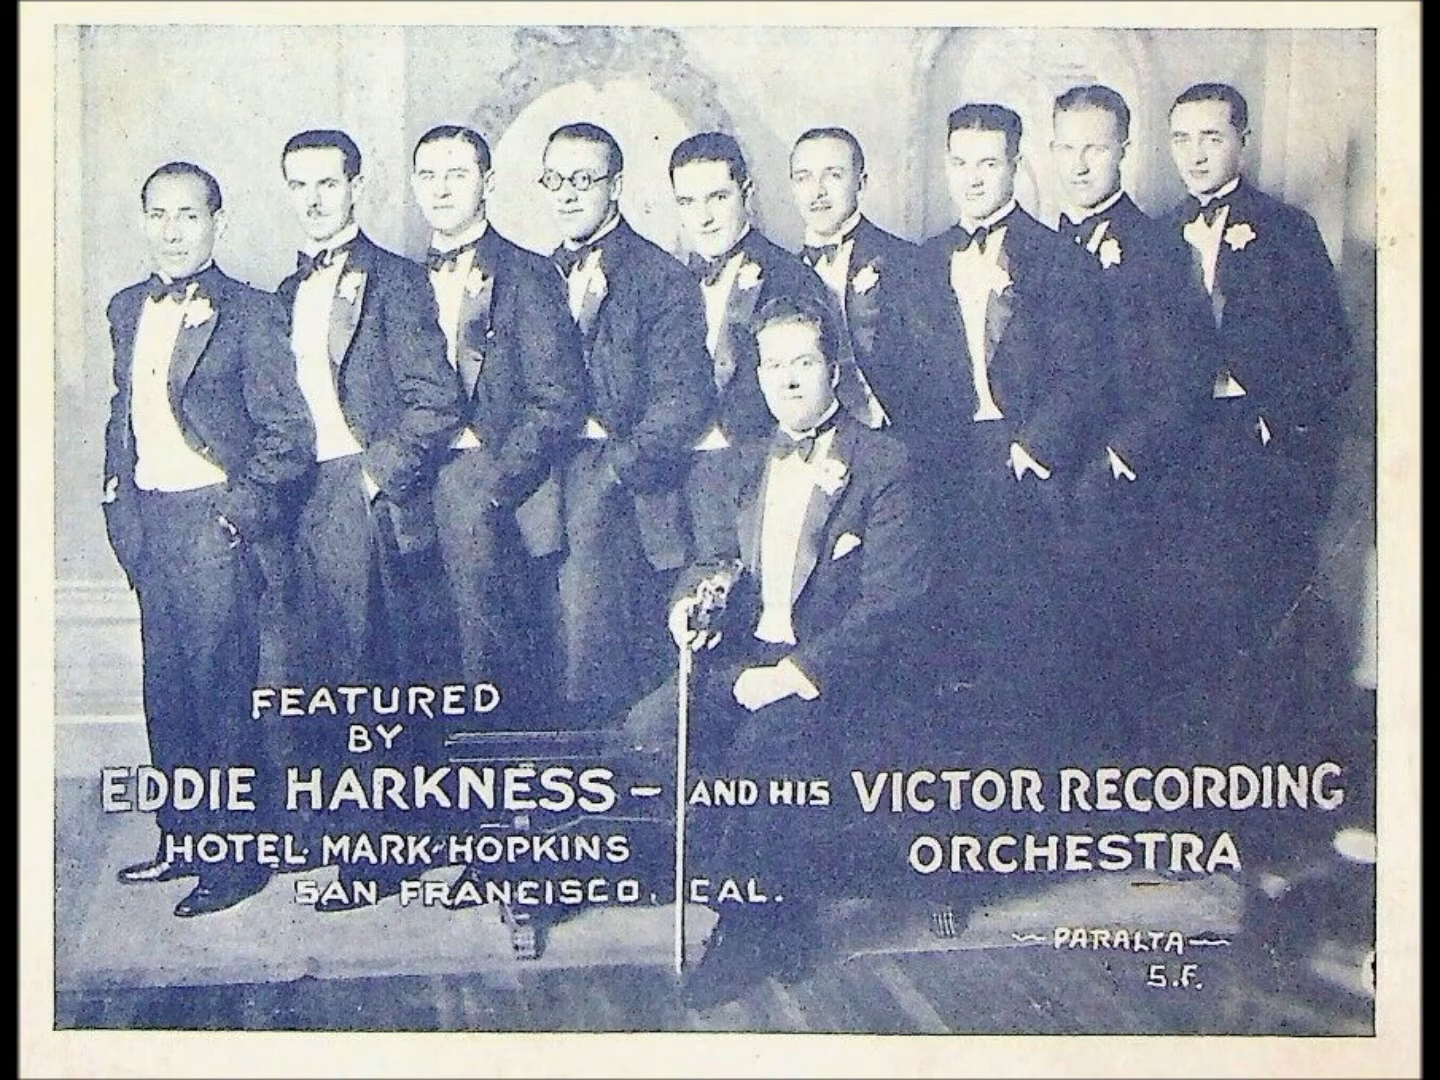 FEATURED
BY
EDDIE HARKNESS - AND HIS VICTOR RECORDING
ORCHESTRA
HOTEL MARK HOPKINS
SAN FRANCISCO, CAL.
PARALTA
S.F.